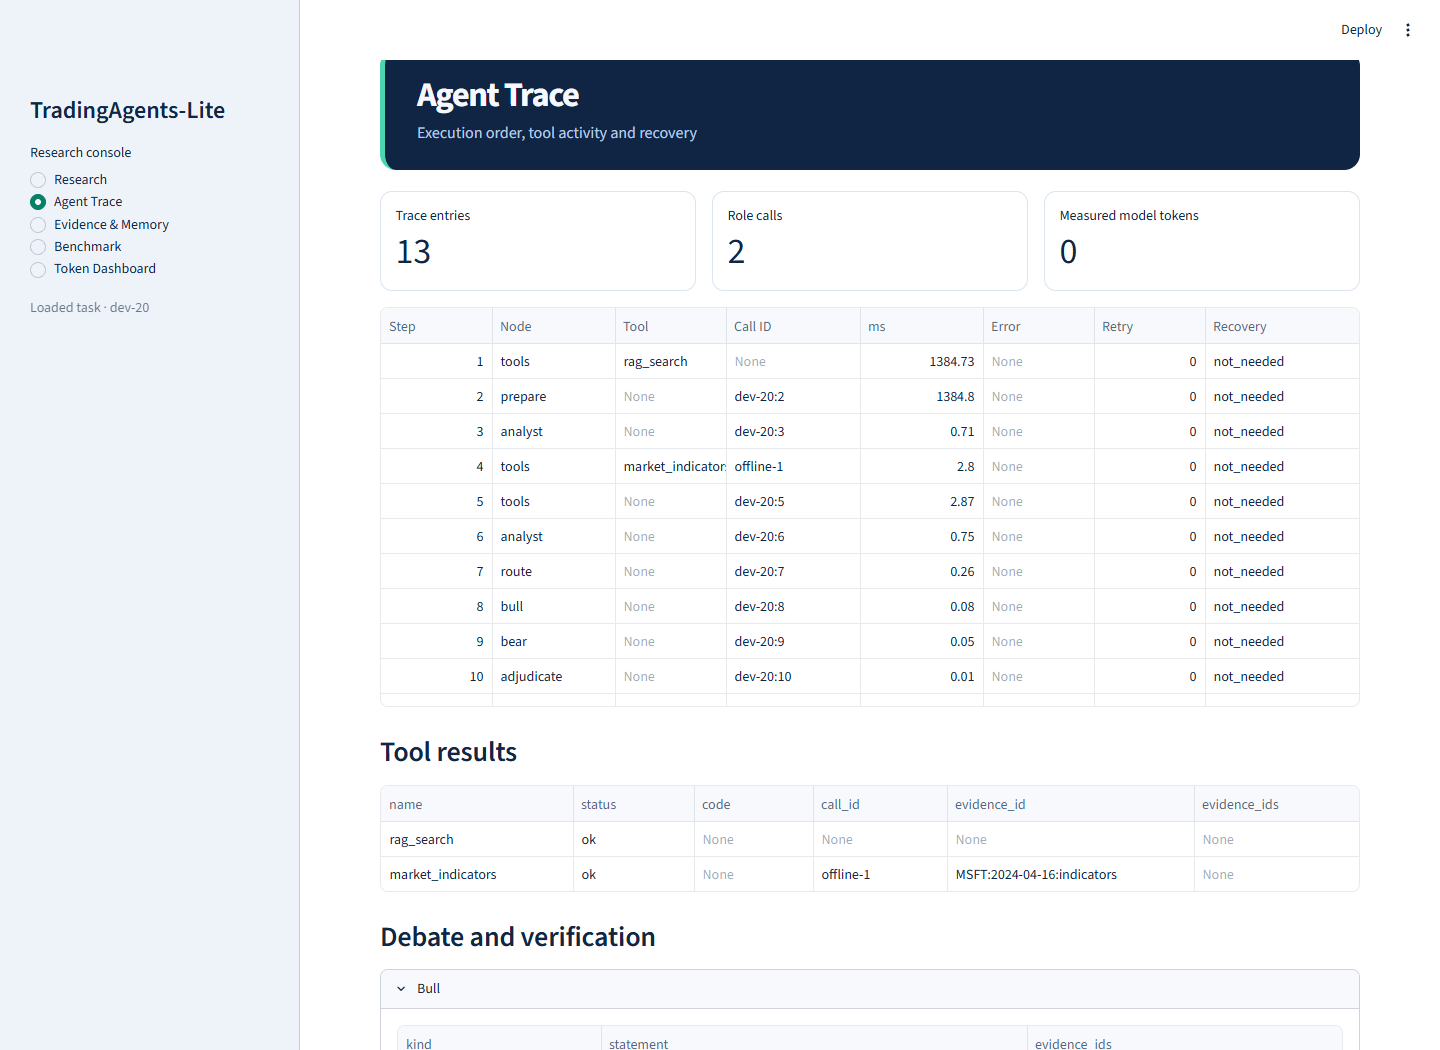 Deploy
TradingAgents-Lite
Research console
Research
Agent Trace
Evidence & Memory
Benchmark
Token Dashboard
Loaded task · dev-20
Agent Trace
Execution order, tool activity and recovery
Trace entries
13
Role calls
2
Measured model tokens
0
Step Node Tool Call ID ms Error Retry Recovery
1 tools rag_search None 1384.73 None 0 not_needed
2 prepare None dev-20:2 1384.8 None 0 not_needed
3 analyst None dev-20:3 0.71 None 0 not_needed
4 tools market_indicators offline-1 2.8 None 0 not_needed
5 tools None dev-20:5 2.87 None 0 not_needed
6 analyst None dev-20:6 0.75 None 0 not_needed
7 route None dev-20:7 0.26 None 0 not_needed
8 bull None dev-20:8 0.08 None 0 not_needed
9 bear None dev-20:9 0.05 None 0 not_needed
10 adjudicate None dev-20:10 0.01 None 0 not_needed
Tool results
name status code call_id evidence_id evidence_ids
rag_search ok None None None None
market_indicators ok None offline-1 MSFT:2024-04-16:indicators None
Debate and verification
Bull
kind statement evidence_ids